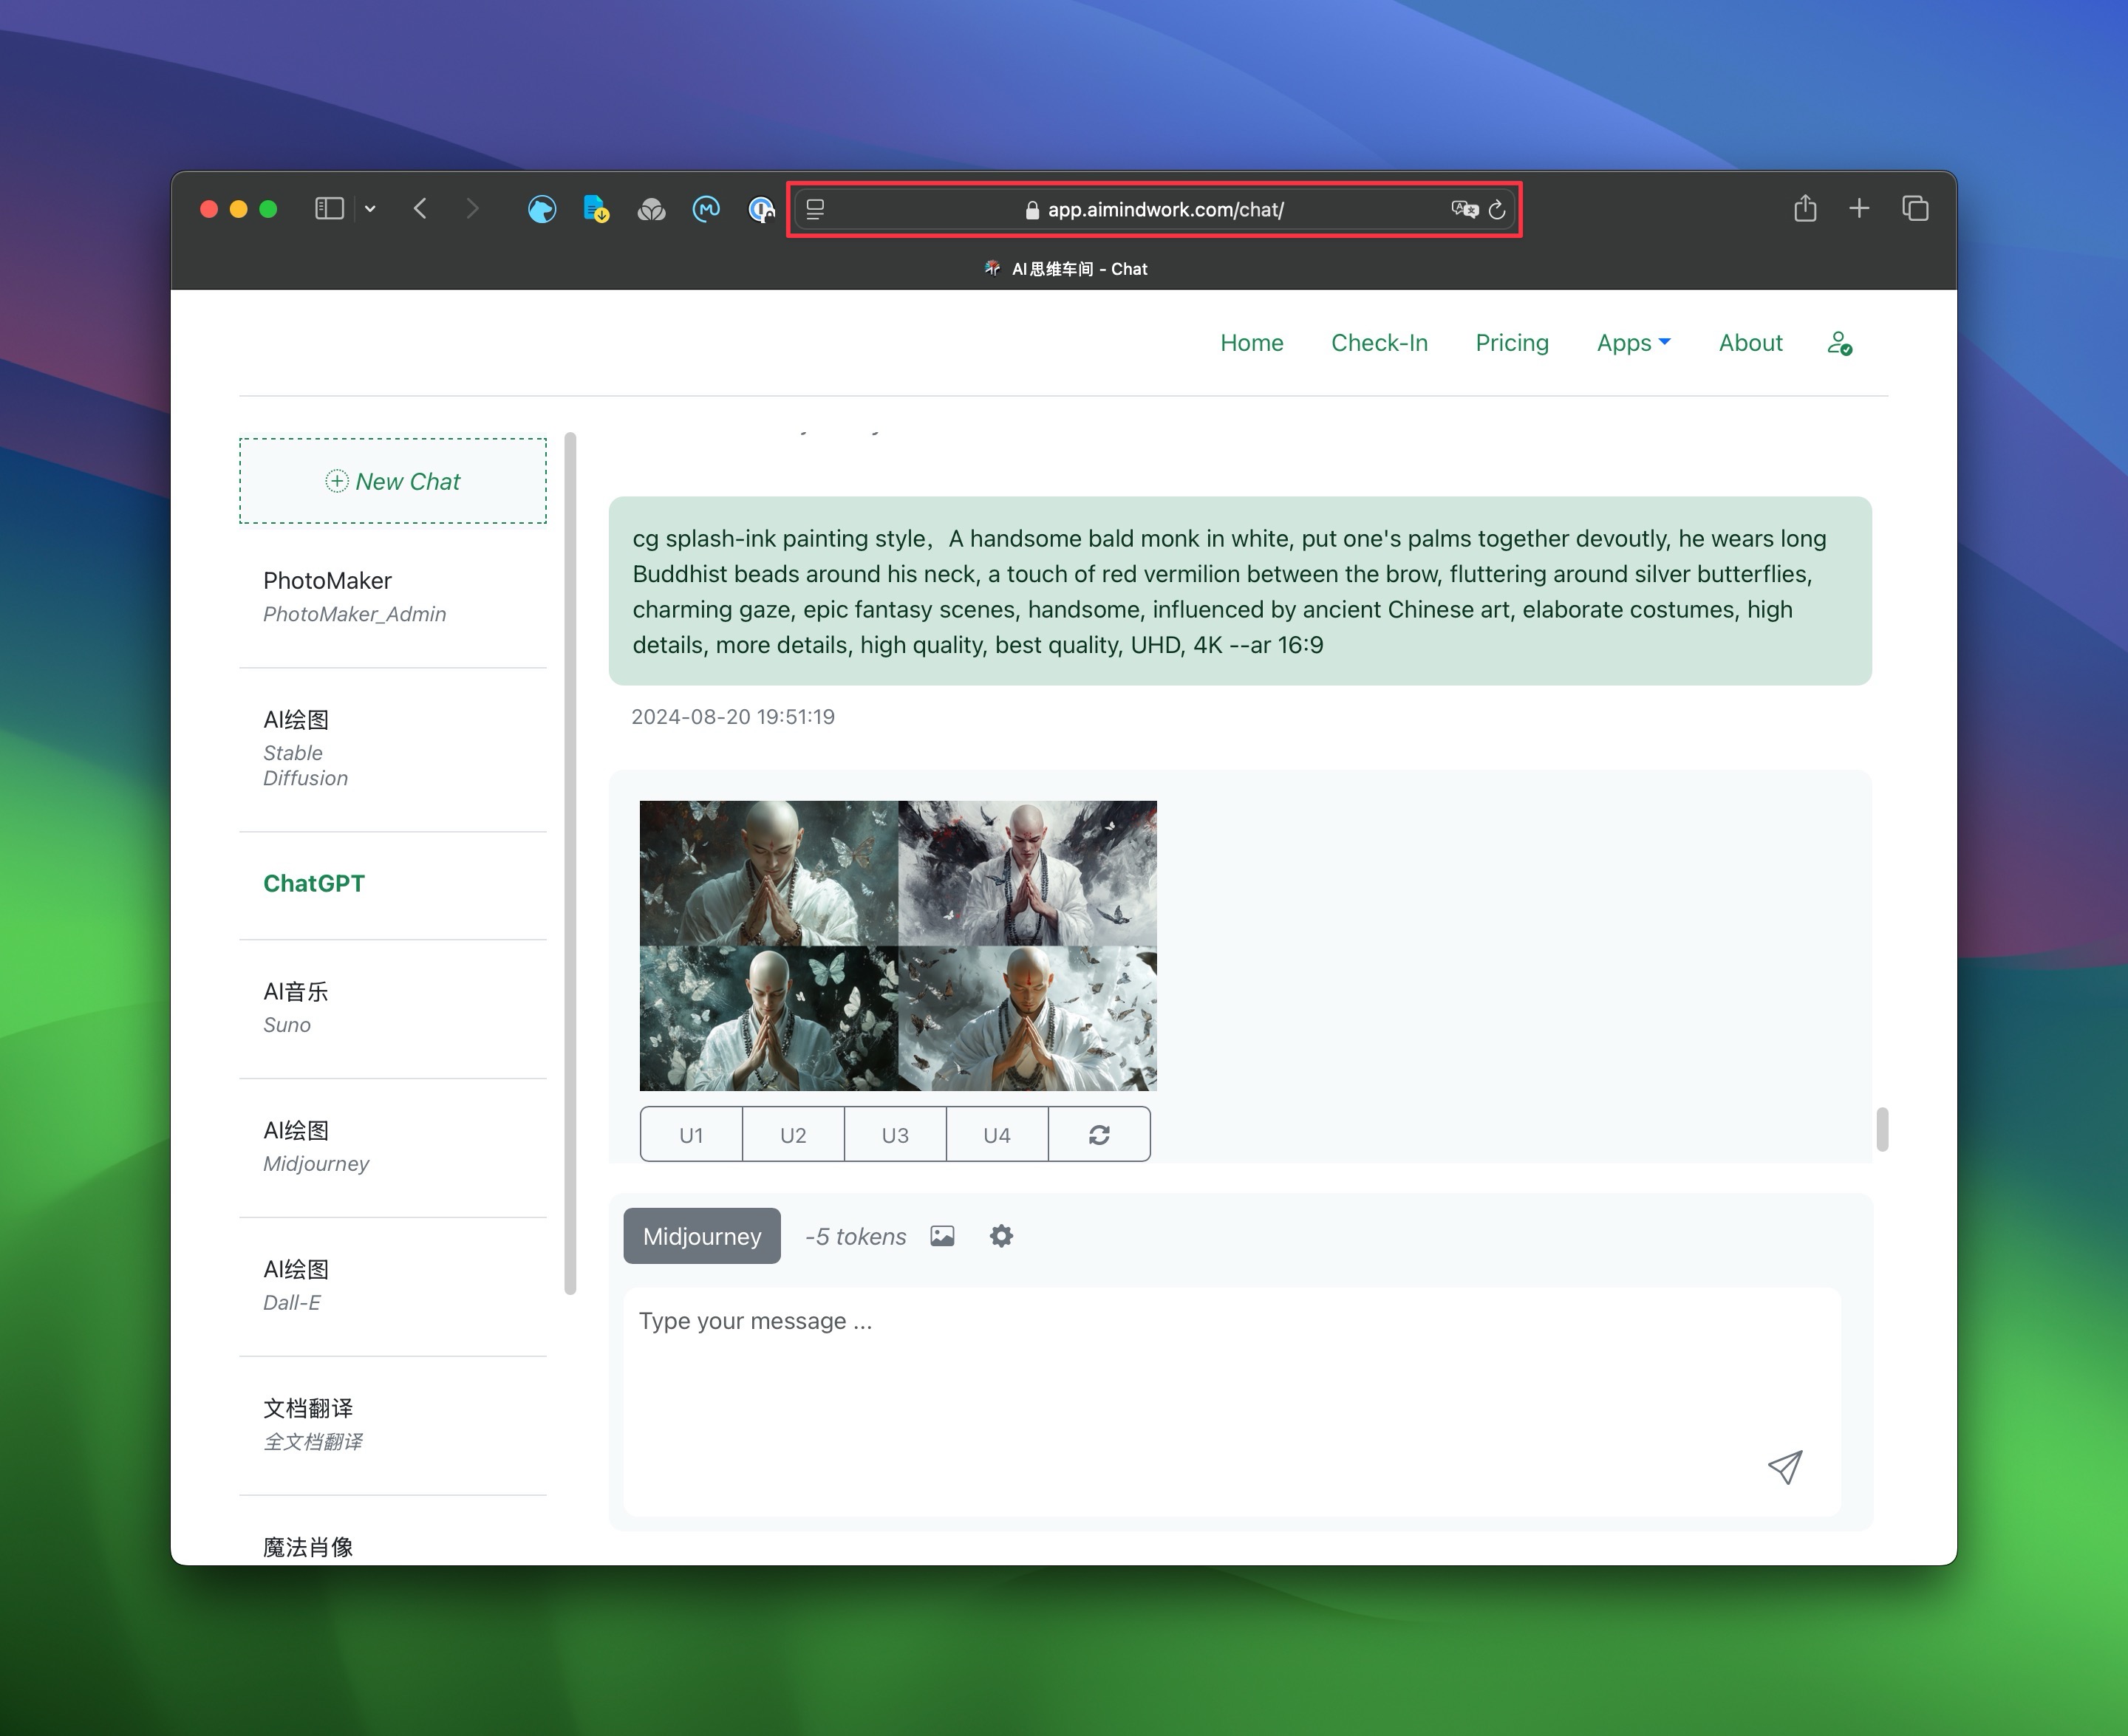 app.aimindwork.com/chat/
AI思维车间 - Chat
Home Check-In Pricing Apps About
New Chat
PhotoMaker
PhotoMaker_Admin
AI绘图
Stable
Diffusion
ChatGPT
AI音乐
Suno
AI绘图
Midjourney
AI绘图
Dall-E
文档翻译
全文档翻译
魔法肖像
cg splash-ink painting style，A handsome bald monk in white, put one's palms together devoutly, he wears long
Buddhist beads around his neck, a touch of red vermilion between the brow, fluttering around silver butterflies,
charming gaze, epic fantasy scenes, handsome, influenced by ancient Chinese art, elaborate costumes, high
details, more details, high quality, best quality, UHD, 4K --ar 16:9
2024-08-20 19:51:19
U1 U2 U3 U4
Midjourney -5 tokens
Type your message ...